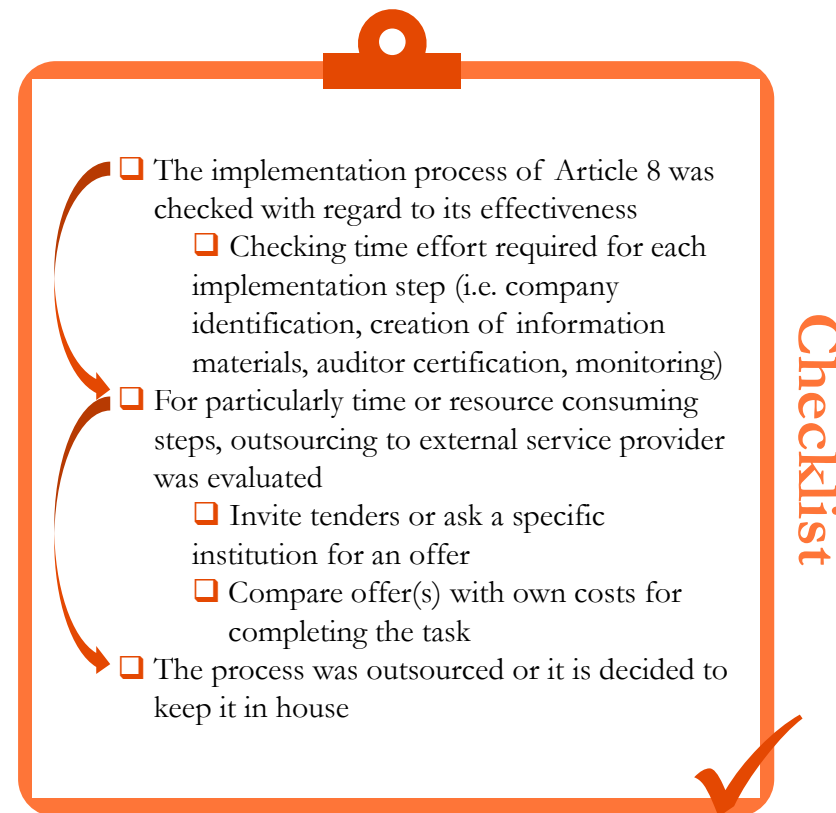 ❑ The implementation process of Article 8 was
checked with regard to its effectiveness
❑ Checking time effort required for each
implementation step (i.e. company
identification, creation of information
materials, auditor certification, monitoring)
❑ For particularly time or resource consuming
steps, outsourcing to external service provider
was evaluated
❑ Invite tenders or ask a specific
institution for an offer
❑ Compare offer(s) with own costs for
completing the task
❑ The process was outsourced or it is decided to
keep it in house
Checklist